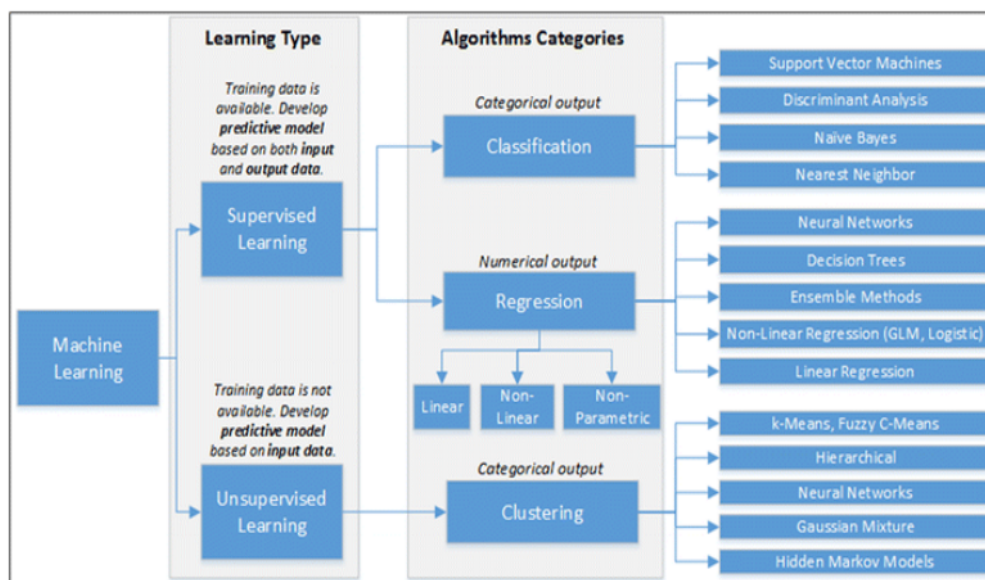 Learning Type
Algorithms Categories
Training data is
available. Develop
predictive model
based on both input
and output data.
Supervised
Learning
Machine
Learning
Training data is not
available. Develop
predictive model
based on input data.
Unsupervised
Learning
Categorical output
Classification
Numerical output
Regression
Linear
Non-
Linear
Non-
Parametric
Categorical output
Clustering
Support Vector Machines
Discriminant Analysis
Naïve Bayes
Nearest Neighbor
Neural Networks
Decision Trees
Ensemble Methods
Non-Linear Regression (GLM, Logistic)
Linear Regression
k-Means, Fuzzy C-Means
Hierarchical
Neural Networks
Gaussian Mixture
Hidden Markov Models